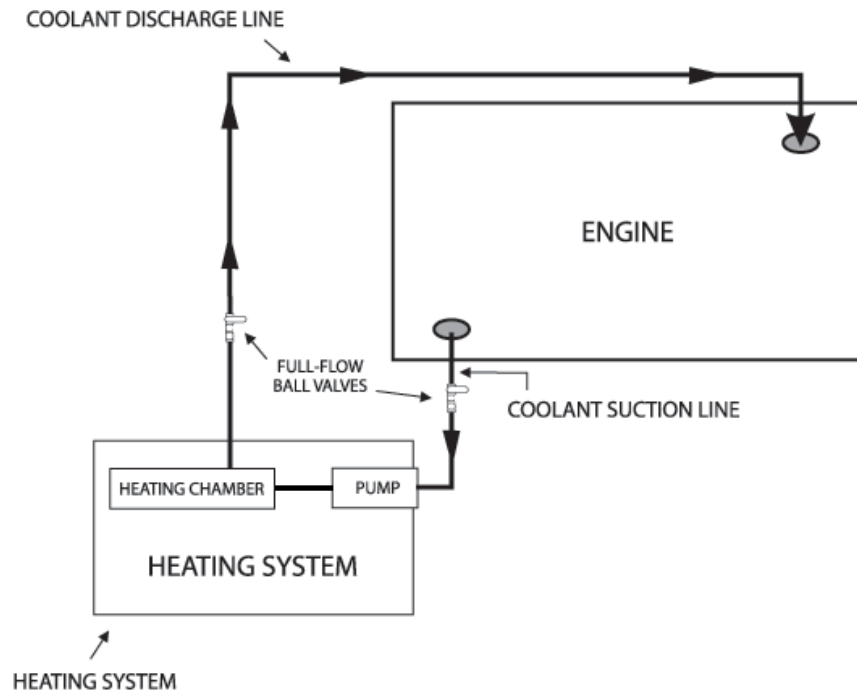 COOLANT DISCHARGE LINE
ENGINE
FULL-FLOW
BALL VALVES
COOLANT SUCTION LINE
HEATING CHAMBER
PUMP
HEATING SYSTEM
HEATING SYSTEM